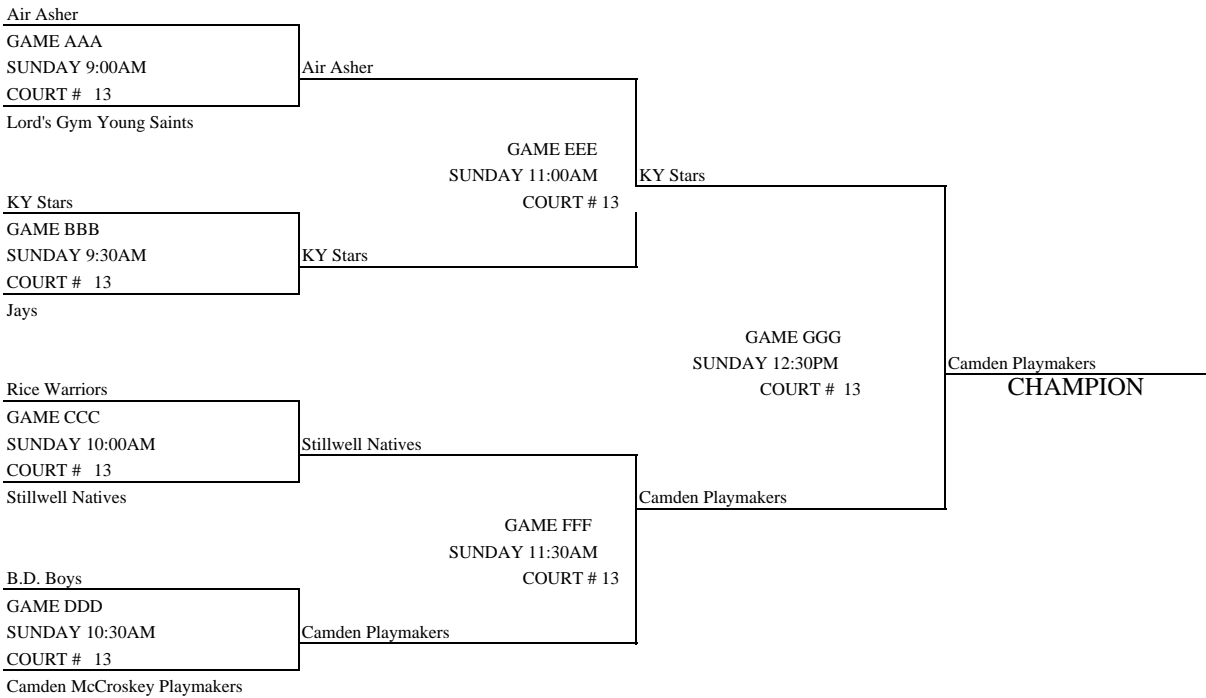 Air Asher
GAME AAA
SUNDAY 9:00AM
Air Asher
COURT # 13
Lord's Gym Young Saints
GAME EEE
SUNDAY 11:00AM
KY Stars
KY Stars
COURT # 13
GAME BBB
SUNDAY 9:30AM
KY Stars
COURT # 13
Jays
GAME GGG
SUNDAY 12:30PM
Camden Playmakers
Rice Warriors
COURT # 13
CHAMPION
GAME CCC
SUNDAY 10:00AM
Stillwell Natives
COURT # 13
Stillwell Natives
Camden Playmakers
GAME FFF
SUNDAY 11:30AM
B.D. Boys
COURT # 13
GAME DDD
SUNDAY 10:30AM
Camden Playmakers
COURT # 13
Camden McCroskey Playmakers